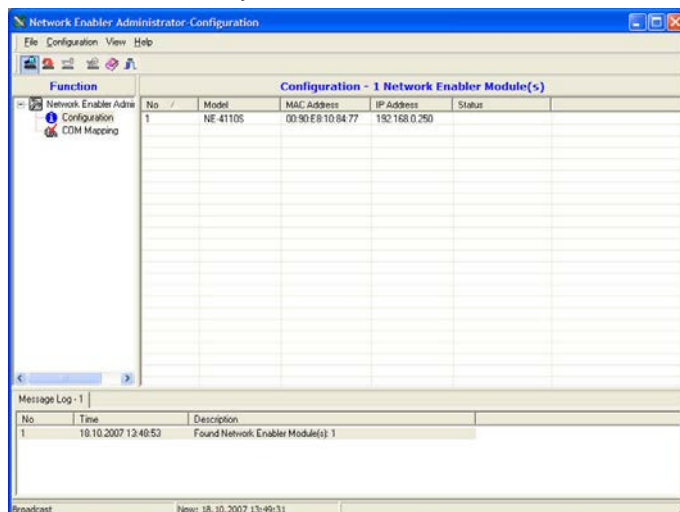 Network Enabler Administrator-Configuration
File Configuration View Help
Function
Configuration - 1 Network Enabler Module(s)
Network Enabler Admi
Configuration
COM Mapping
No / Model MAC Address IP Address Status
1 NE-4110S 00:90:E8:10:84:77 192.168.0.250
Message Log - 1
No Time Description
1 18.10.2007 13:48:53 Found Network Enabler Module(s): 1
Broadcast Now: 18.10.2007 13:49:31